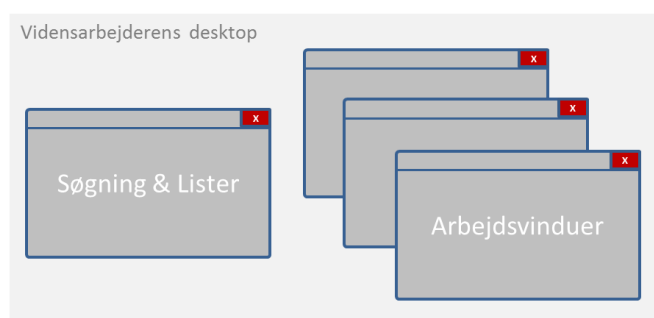 Vidensarbejderens desktop
x
x
x
Søgning & Lister
x
Arbejdsvinduer